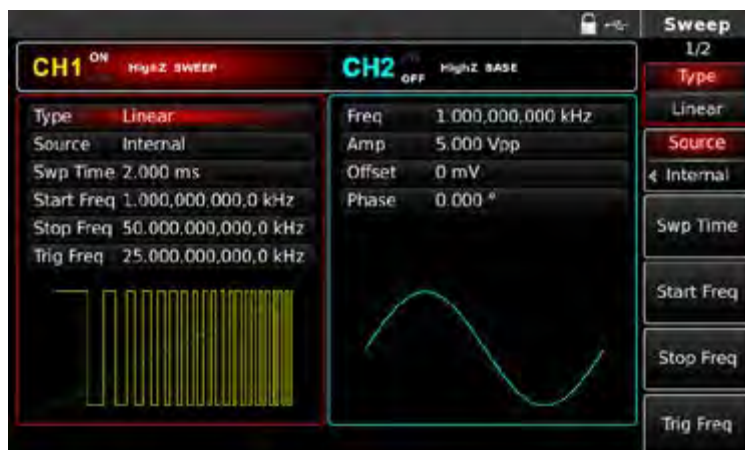 Sweep
1/2
CH1 ON HighZ SWEEP
CH2 OFF HighZ BASE
Type
Linear
Source
Internal
Swp Time
Start Freq
Stop Freq
Trig Freq
Type Linear
Source Internal
Swp Time 2.000 ms
Start Freq 1.000,000,000,0 kHz
Stop Freq 50.000,000,000,0 kHz
Trig Freq 25.000,000,000,0 kHz
Freq 1.000,000,000 kHz
Amp 5.000 Vpp
Offset 0 mV
Phase 0.000 °